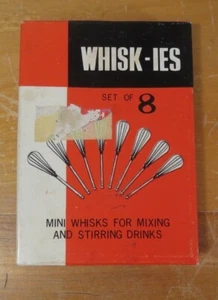 WHISK-IES
SET OF 8
MINI WHISKS FOR MIXING
AND STIRRING DRINKS